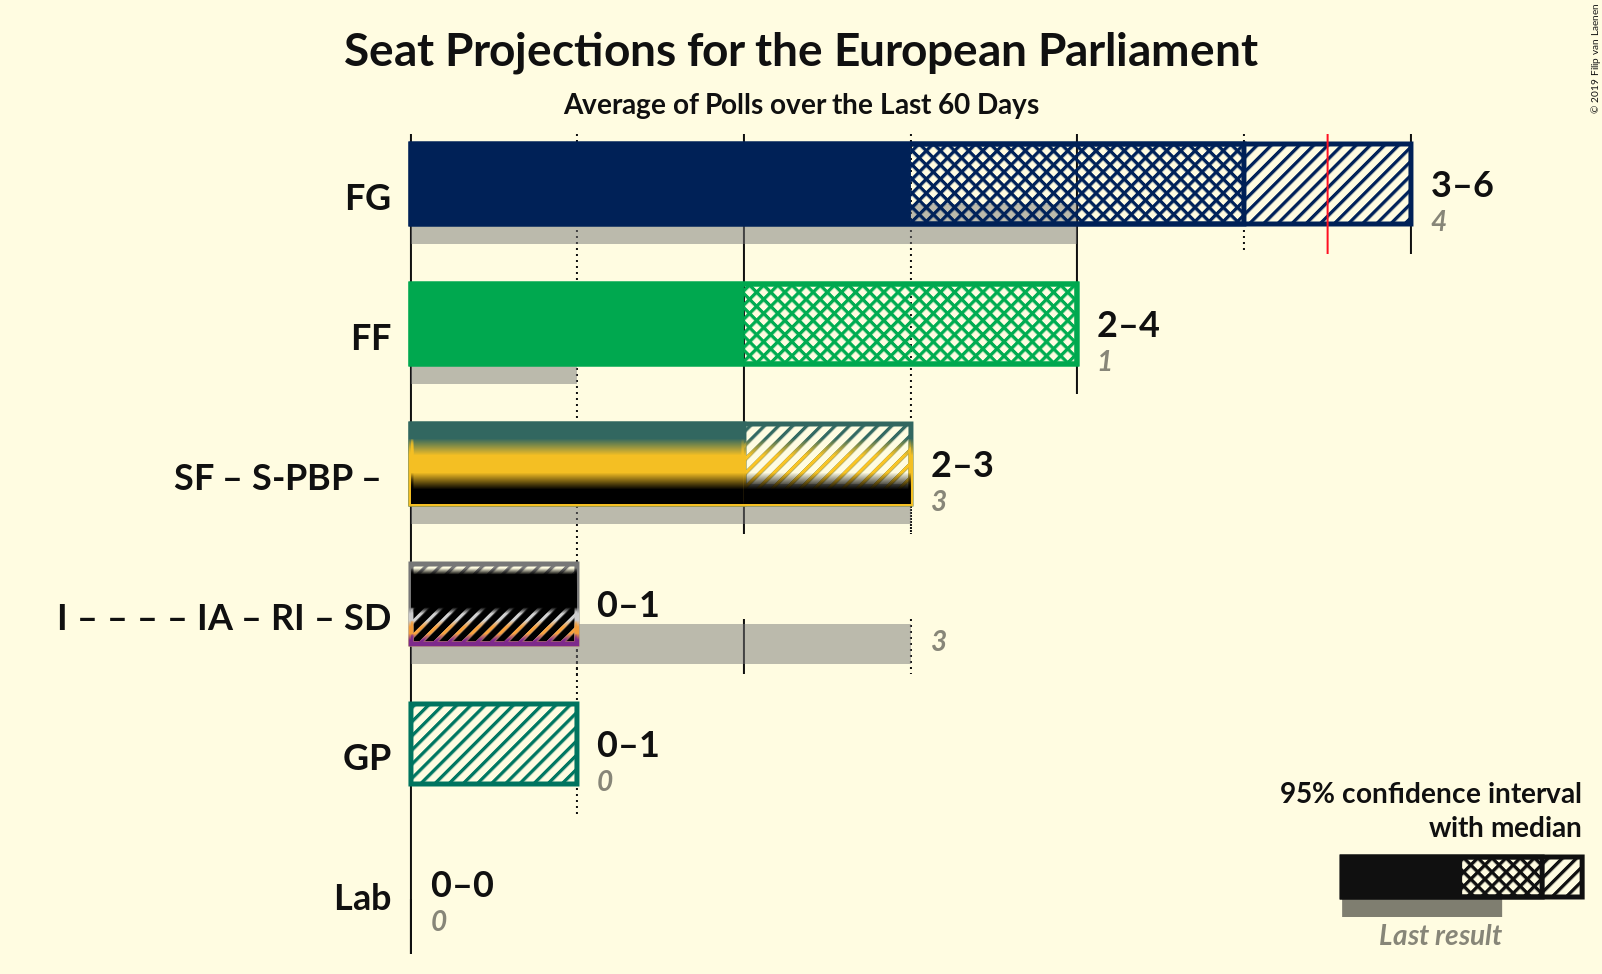 Seat Projections for the European Parliament
Average of Polls over the Last 60 Days
© 2019 Filip van Laenen
FG
3–6
4
FF
2–4
1
SF – S-PBP –
2–3
3
I – – – – IA – RI – SD
0–1
3
GP
0–1
0
Lab
0–0
0
95% confidence interval
with median
Last result